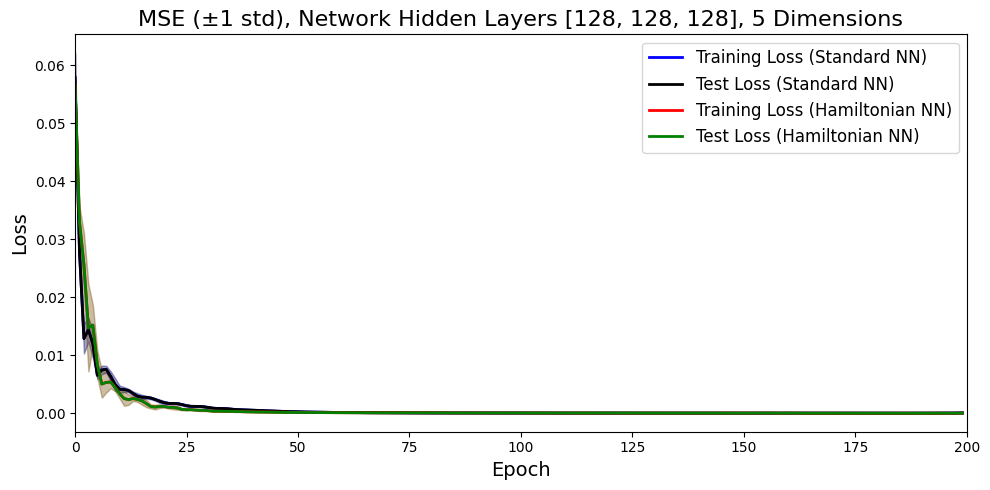 MSE (±1 std), Network Hidden Layers [128, 128, 128], 5 Dimensions
Training Loss (Standard NN)
Test Loss (Standard NN)
Training Loss (Hamiltonian NN)
Test Loss (Hamiltonian NN)
Loss
0.06
0.05
0.04
0.03
0.02
0.01
0.00
0 25 50 75 100 125 150 175 200
Epoch